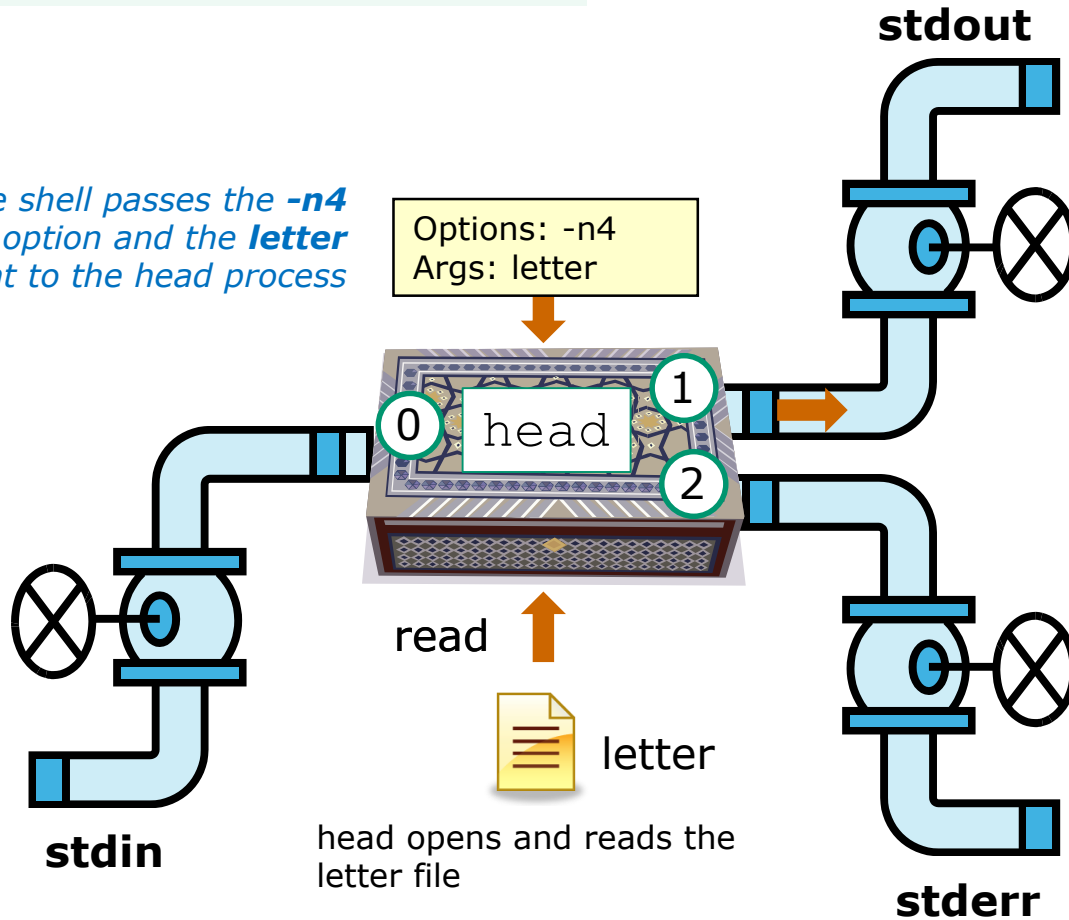 stdout
e shell passes the -n4
option and the letter
t to the head process
Options: -n4
Args: letter
1
0
head
2
read
letter
head opens and reads the
letter file
stdin
stderr